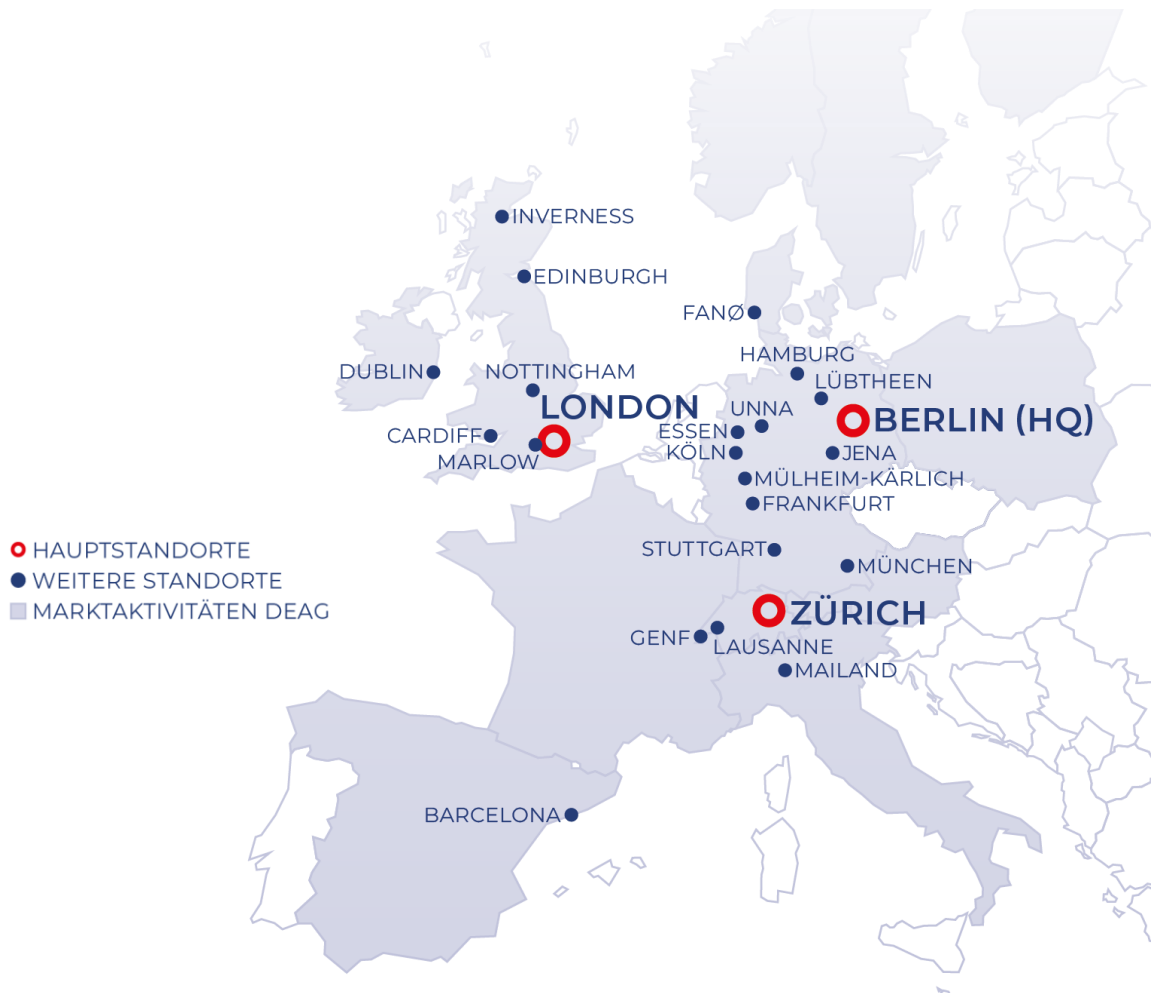 INVERNESS
EDINBURGH
FANØ
HAMBURG
DUBLIN
NOTTINGHAM
LÜBTHEEN
LONDON
UNNA
BERLIN (HQ)
CARDIFF
ESSEN
KÖLN
JENA
MARLOW
MÜLHEIM-KÄRLICH
FRANKFURT
STUTTGART
MÜNCHEN
HAUPTSTANDORTE
WEITERE STANDORTE
MARKTAKTIVITÄTEN DEAG
ZÜRICH
GENF
LAUSANNE
MAILAND
BARCELONA